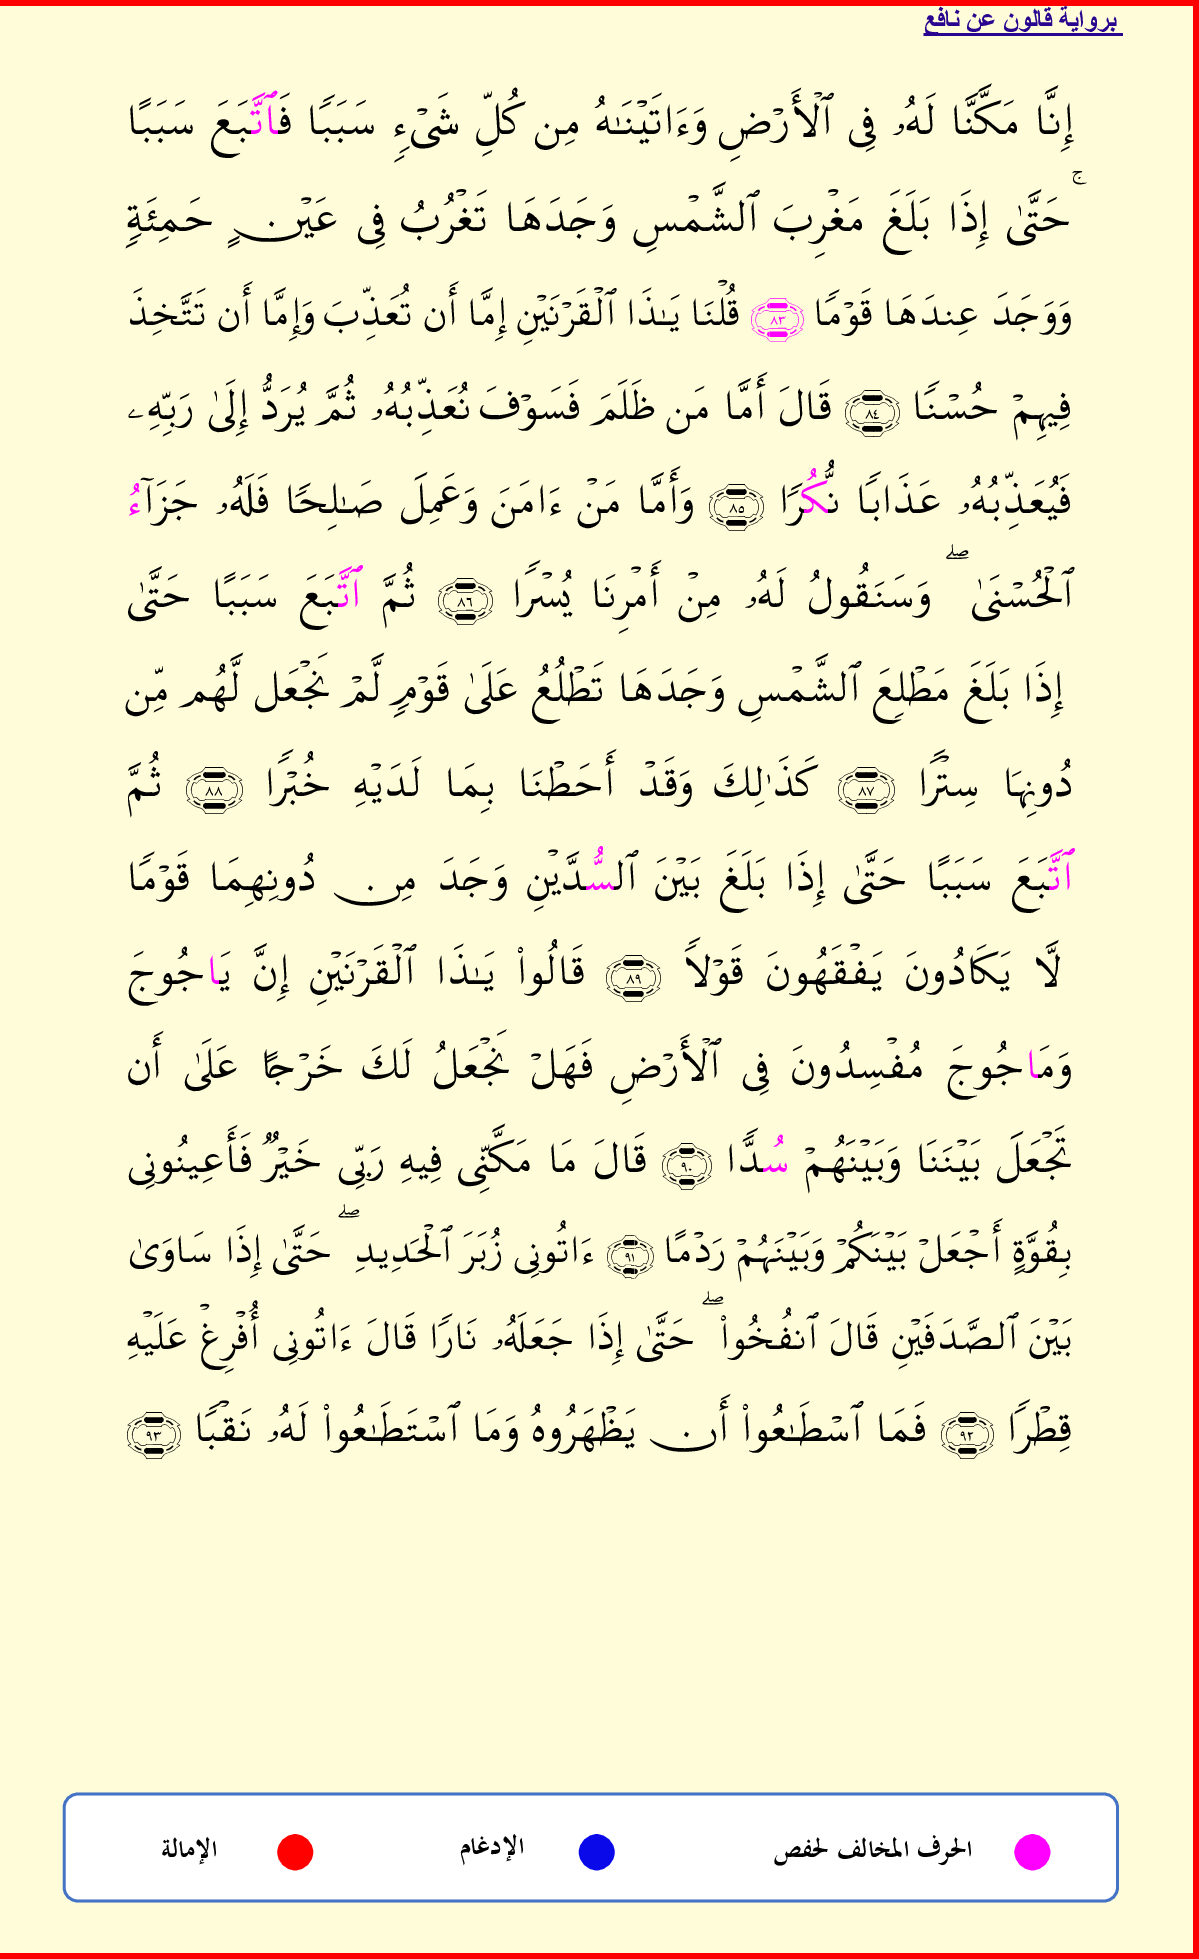 برواية قالون عن نافع
إِنَّا مَكَّنَّا لَهُۥ فِى ٱلۡأَرۡضِ وَءَاتَيۡنَـٰهُ مِن كُلِّ شَىۡءٖ سَبَبٗا فَٱتَّبَعَ سَبَبًا
ۚ حَتَّىٰ إِذَا بَلَغَ مَغۡرِبَ ٱلشَّمۡسِ وَجَدَهَا تَغۡرُبُ فِى عَيۡنٍ حَمِئَةٖ
وَوَجَدَ عِندَهَا قَوۡمٗا ٨٣ قُلۡنَا يَـٰذَا ٱلۡقَرۡنَيۡنِ إِمَّا أَن تُعَذِّبَ وَإِمَّا أَن تَتَّخِذَ
فِيهِمۡ حُسۡنٗا ٨٤ قَالَ أَمَّا مَن ظَلَمَ فَسَوۡفَ نُعَذِّبُهُۥ ثُمَّ يُرَدُّ إِلَىٰ رَبِّهِۦ
فَيُعَذِّبُهُۥ عَذَابٗا نُّكُرٗا ٨٥ وَأَمَّا مَنۡ ءَامَنَ وَعَمِلَ صَـٰلِحٗا فَلَهُۥ جَزَآءُ
ٱلۡحُسۡنَىٰۖ وَسَنَقُولُ لَهُۥ مِنۡ أَمۡرِنَا يُسۡرٗا ٨٦ ثُمَّ ٱتَّبَعَ سَبَبًا حَتَّىٰ
إِذَا بَلَغَ مَطۡلِعَ ٱلشَّمۡسِ وَجَدَهَا تَطۡلُعُ عَلَىٰ قَوۡمٖ لَّمۡ نَجۡعَل لَّهُم مِّن
دُونِهَا سِتۡرٗا ٨٧ كَذَٰلِكَ وَقَدۡ أَحَطۡنَا بِمَا لَدَيۡهِ خُبۡرٗا ٨٨ ثُمَّ
ٱتَّبَعَ سَبَبًا حَتَّىٰ إِذَا بَلَغَ بَيۡنَ ٱلسُّدَّيۡنِ وَجَدَ مِن دُونِهِمَا قَوۡمٗا
لَّا يَكَادُونَ يَفۡقَهُونَ قَوۡلٗا ٨٩ قَالُواْ يَـٰذَا ٱلۡقَرۡنَيۡنِ إِنَّ يَاجُوجَ
وَمَاجُوجَ مُفۡسِدُونَ فِى ٱلۡأَرۡضِ فَهَلۡ نَجۡعَلُ لَكَ خَرۡجًا عَلَىٰ أَن
تَجۡعَلَ بَيۡنَنَا وَبَيۡنَهُمۡ سُدّٗا ٩٠ قَالَ مَا مَكَّنِّى فِيهِ رَبِّى خَيۡرٞ فَأَعِينُونِى
بِقُوَّةٍ أَجۡعَلۡ بَيۡنَكُمۡ وَبَيۡنَهُمۡ رَدۡمًا ٩١ ءَاتُونِى زُبَرَ ٱلۡحَدِيدِۖ حَتَّىٰ إِذَا سَاوَىٰ
بَيۡنَ ٱلصَّدَفَيۡنِ قَالَ ٱنفُخُواْۖ حَتَّىٰ إِذَا جَعَلَهُۥ نَارٗا قَالَ ءَاتُونِى أُفۡرِغۡ عَلَيۡهِ
قِطۡرٗا ٩٢ فَمَا ٱسۡطَـٰعُواْ أَن يَظۡهَرُوهُ وَمَا ٱسۡتَطَـٰعُواْ لَهُۥ نَقۡبٗا ٩٣
الحرف المخالف لحفص الإدغام الإمالة